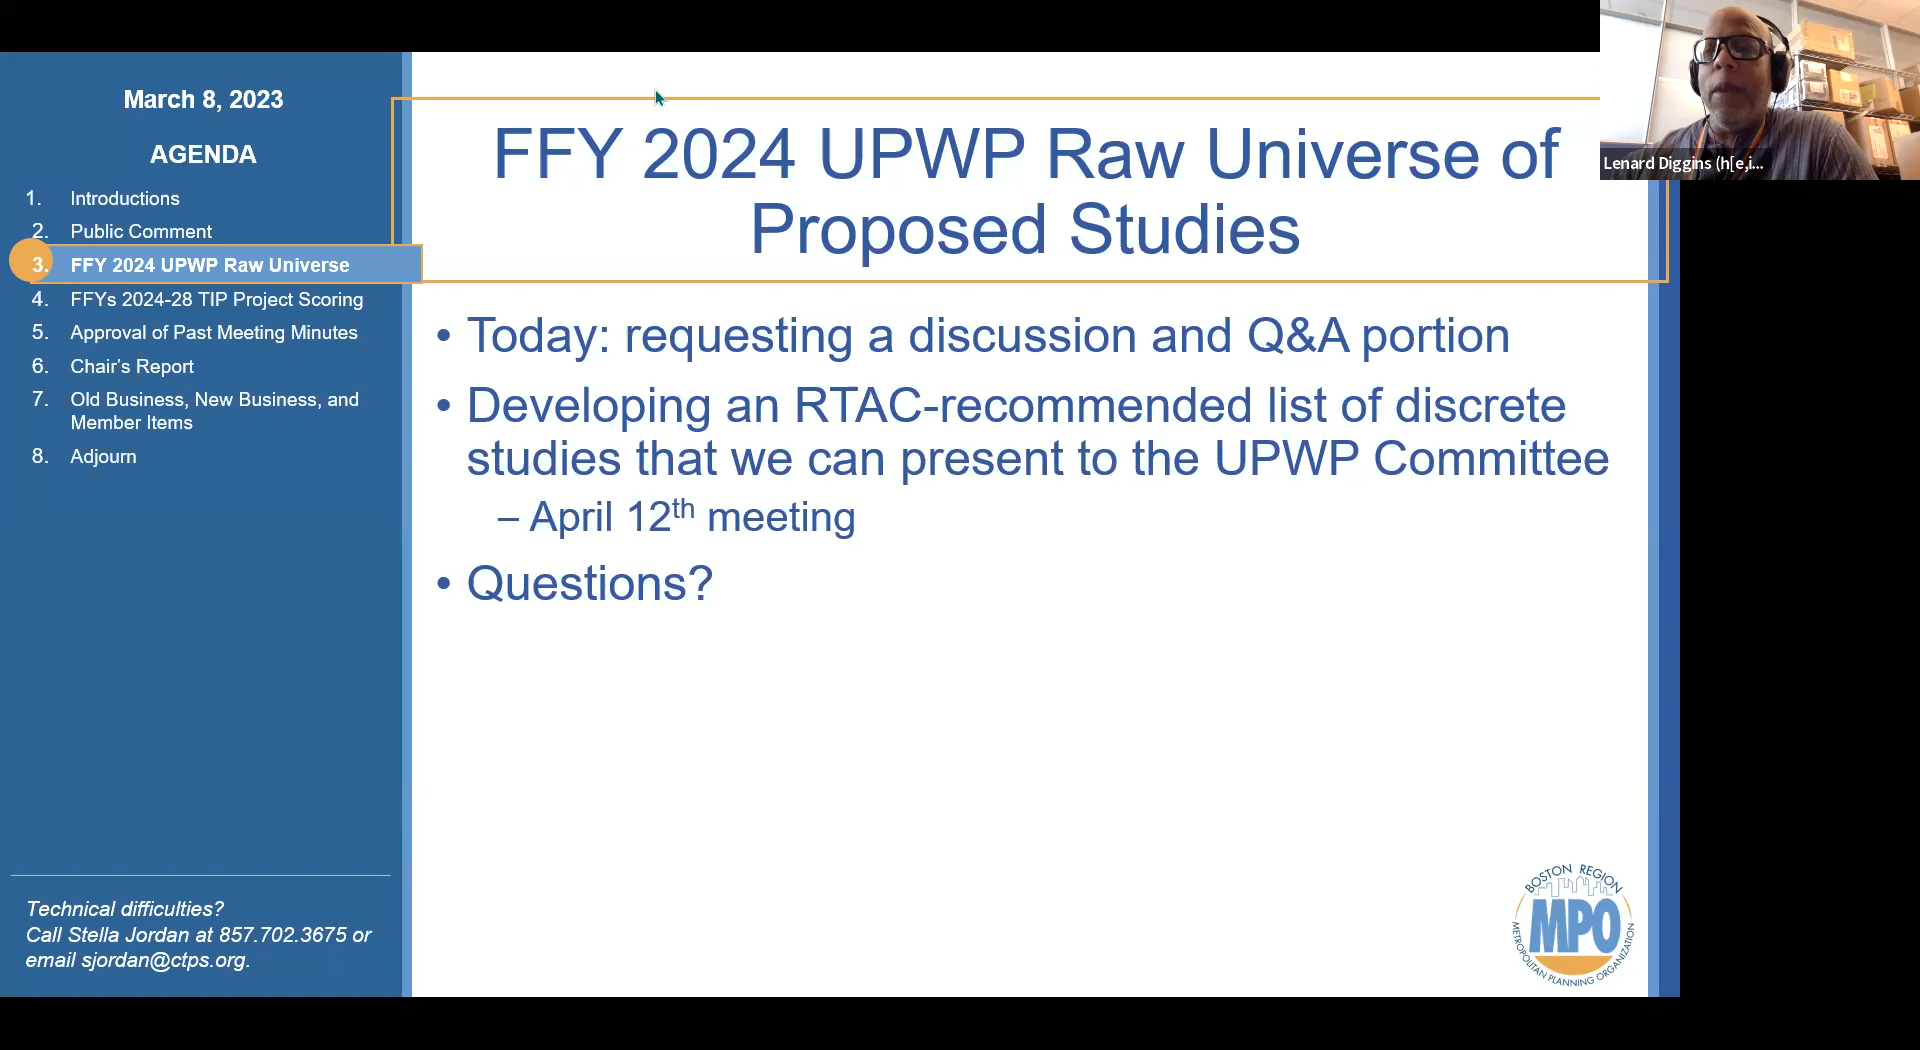 March 8, 2023
AGENDA
1. Introductions
2. Public Comment
3. FFY 2024 UPWP Raw Universe
4. FFYs 2024-28 TIP Project Scoring
5. Approval of Past Meeting Minutes
6. Chair's Report
7. Old Business, New Business, and
Member Items
8. Adjourn
Technical difficulties?
Call Stella Jordan at 857.702.3675 or
email sjordan@ctps.org.
FFY 2024 UPWP Raw Universe of
Proposed Studies
• Today: requesting a discussion and Q&A portion
• Developing an RTAC-recommended list of discrete
studies that we can present to the UPWP Committee
– April 12th meeting
• Questions?
Lenard Diggins (h[e,i...
BOSTON REGION
MPO
METROPOLITAN PLANNING ORGANIZATION